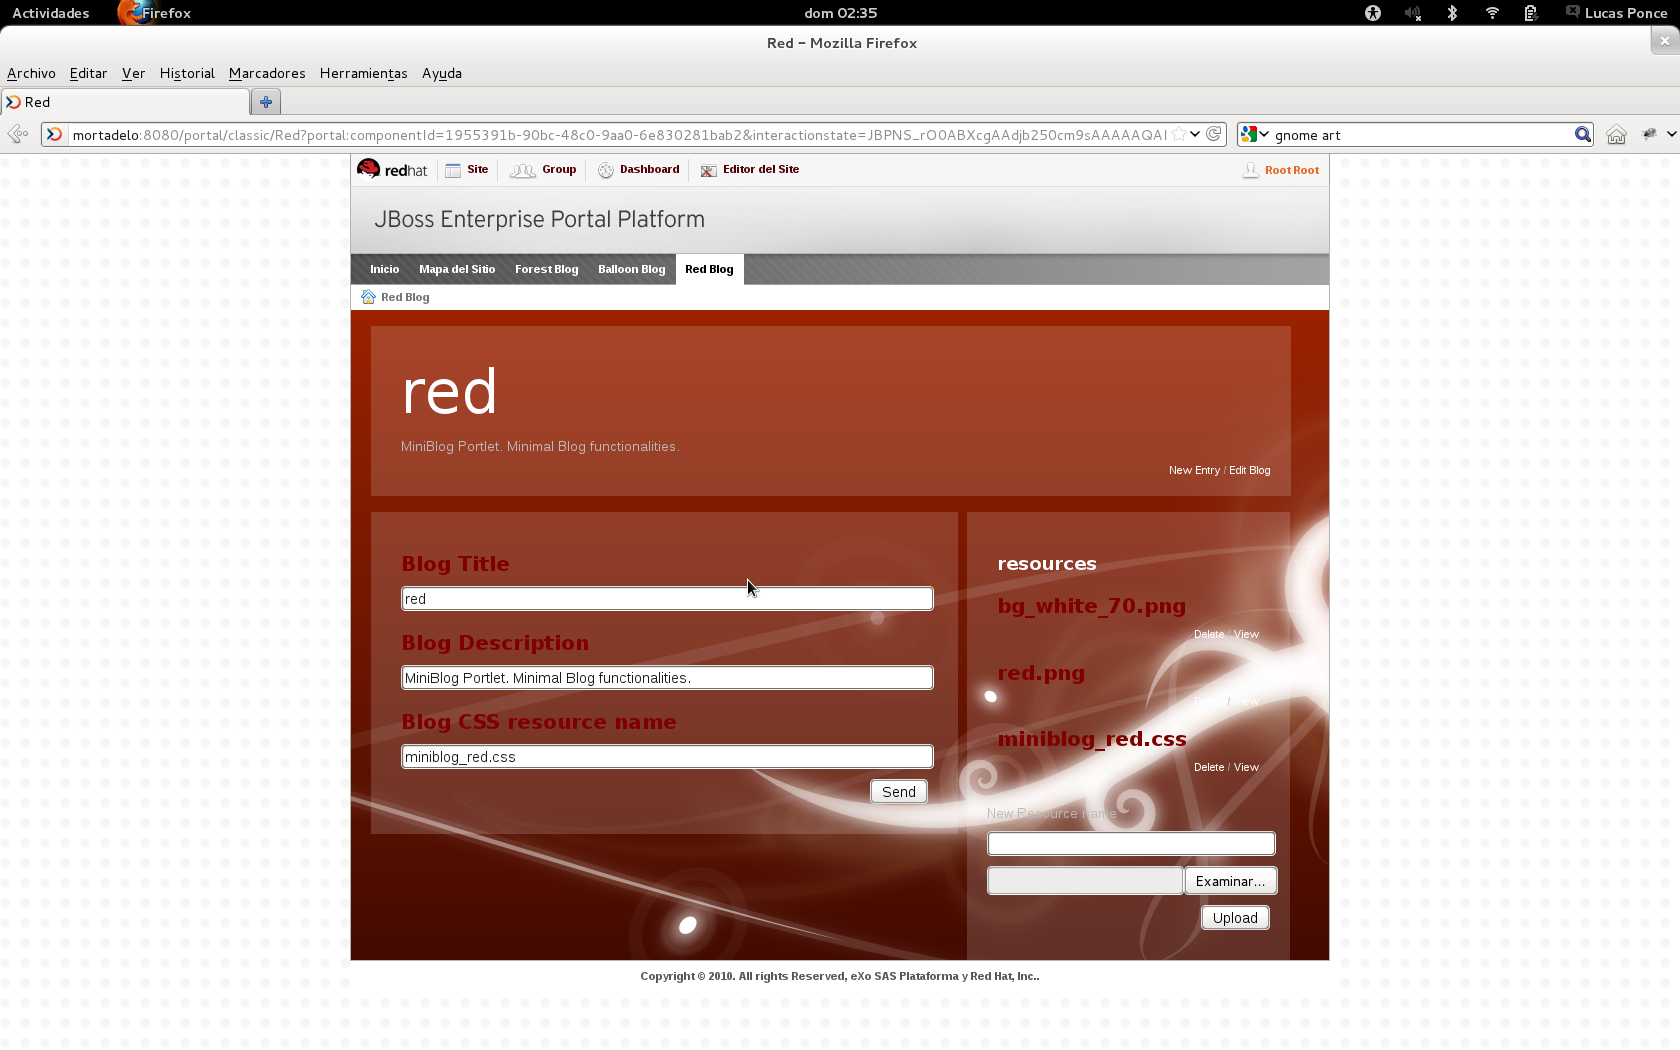 Actividades Firefox dom 02:35 Lucas Ponce
Red - Mozilla Firefox
Archivo Editar Ver Historial Marcadores Herramientas Ayuda
Red
mortadelo:8080/portal/classic/Red?portal:componentId=1955391b-90bc-48c0-9aa0-6e830281bab2&interactionstate=JBPNS_rO0ABXcgAAdjb250cm9sAAAAAQAI gnome art
redhat Site Group Dashboard Editor del Site Root Root
JBoss Enterprise Portal Platform
Inicio Mapa del Sitio Forest Blog Balloon Blog Red Blog
Red Blog
red
MiniBlog Portlet. Minimal Blog functionalities.
New Entry / Edit Blog
Blog Title
red
Blog Description
MiniBlog Portlet. Minimal Blog functionalities.
Blog CSS resource name
miniblog_red.css
Send
resources
bg_white_70.png
Delete / View
red.png
Delete / View
miniblog_red.css
Delete / View
New Resource name
Examinar...
Upload
Copyright © 2010. All rights Reserved, eXo SAS Plataforma y Red Hat, Inc..